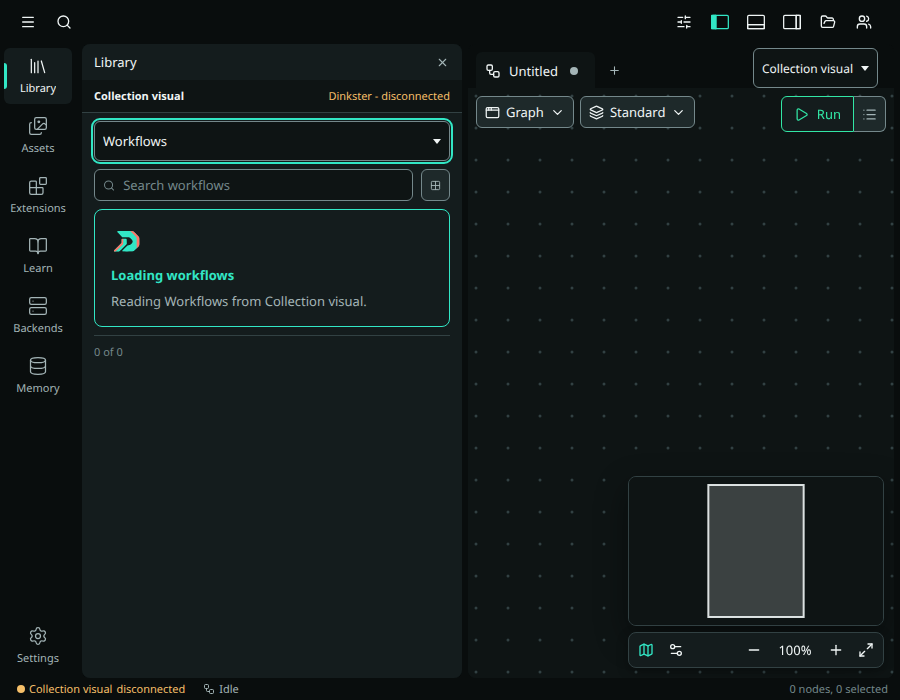 Library
Library
Assets
Extensions
Learn
Backends
Memory
Settings
Collection visual
Dinkster - disconnected
Workflows
Search workflows
Loading workflows
Reading Workflows from Collection visual.
0 of 0
Untitled
Collection visual
Graph
Standard
Run
100%
Collection visual disconnected
Idle
0 nodes, 0 selected